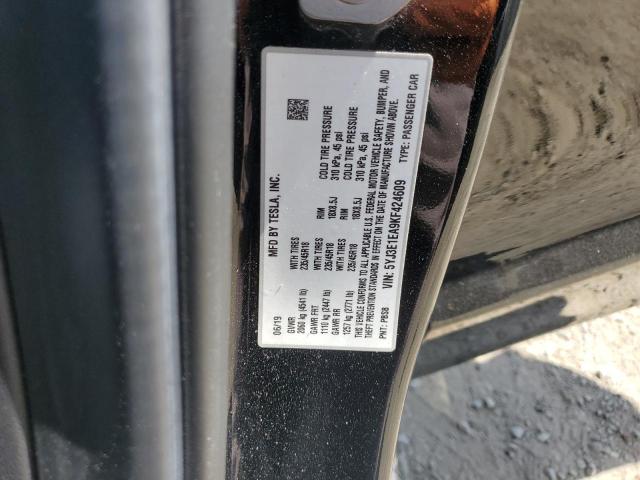 MFD BY TESLA, INC.
06/19
GVWR
2060 kg (4541 lb)
GAWR FRT WITH TIRES RIM COLD TIRE PRESSURE
1110 kg (2447 lb) 235/45R18 18X8.5J 310 kPa, 45 psi
GAWR RR WITH TIRES RIM COLD TIRE PRESSURE
1257 kg (2771 lb) 235/45R18 18X8.5J 310 kPa, 45 psi
THIS VEHICLE CONFORMS TO ALL APPLICABLE U.S. FEDERAL MOTOR VEHICLE SAFETY, BUMPER, AND
THEFT PREVENTION STANDARDS IN EFFECT ON THE DATE OF MANUFACTURE SHOWN ABOVE.
VIN: 5YJ3E1EA9KF424609 TYPE: PASSENGER CAR
PNT: PBSB